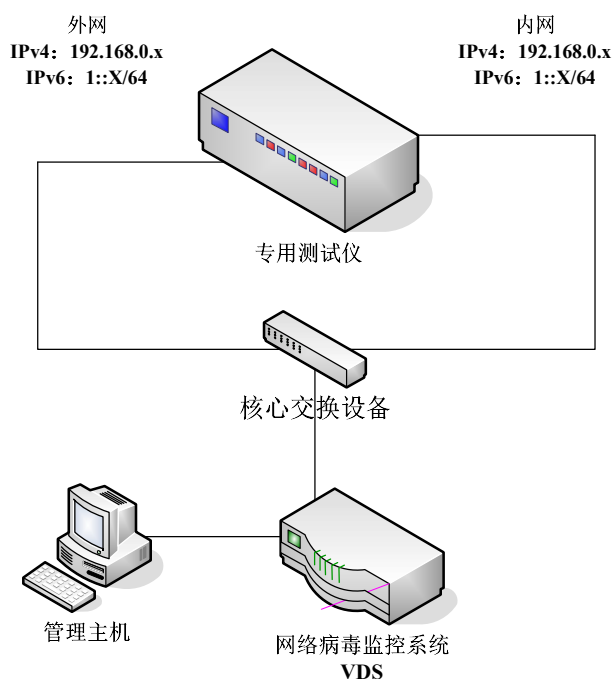 外网
IPv4：192.168.0.x
IPv6：1::X/64
内网
IPv4：192.168.0.x
IPv6：1::X/64
专用测试仪
核心交换设备
管理主机
网络病毒监控系统
VDS